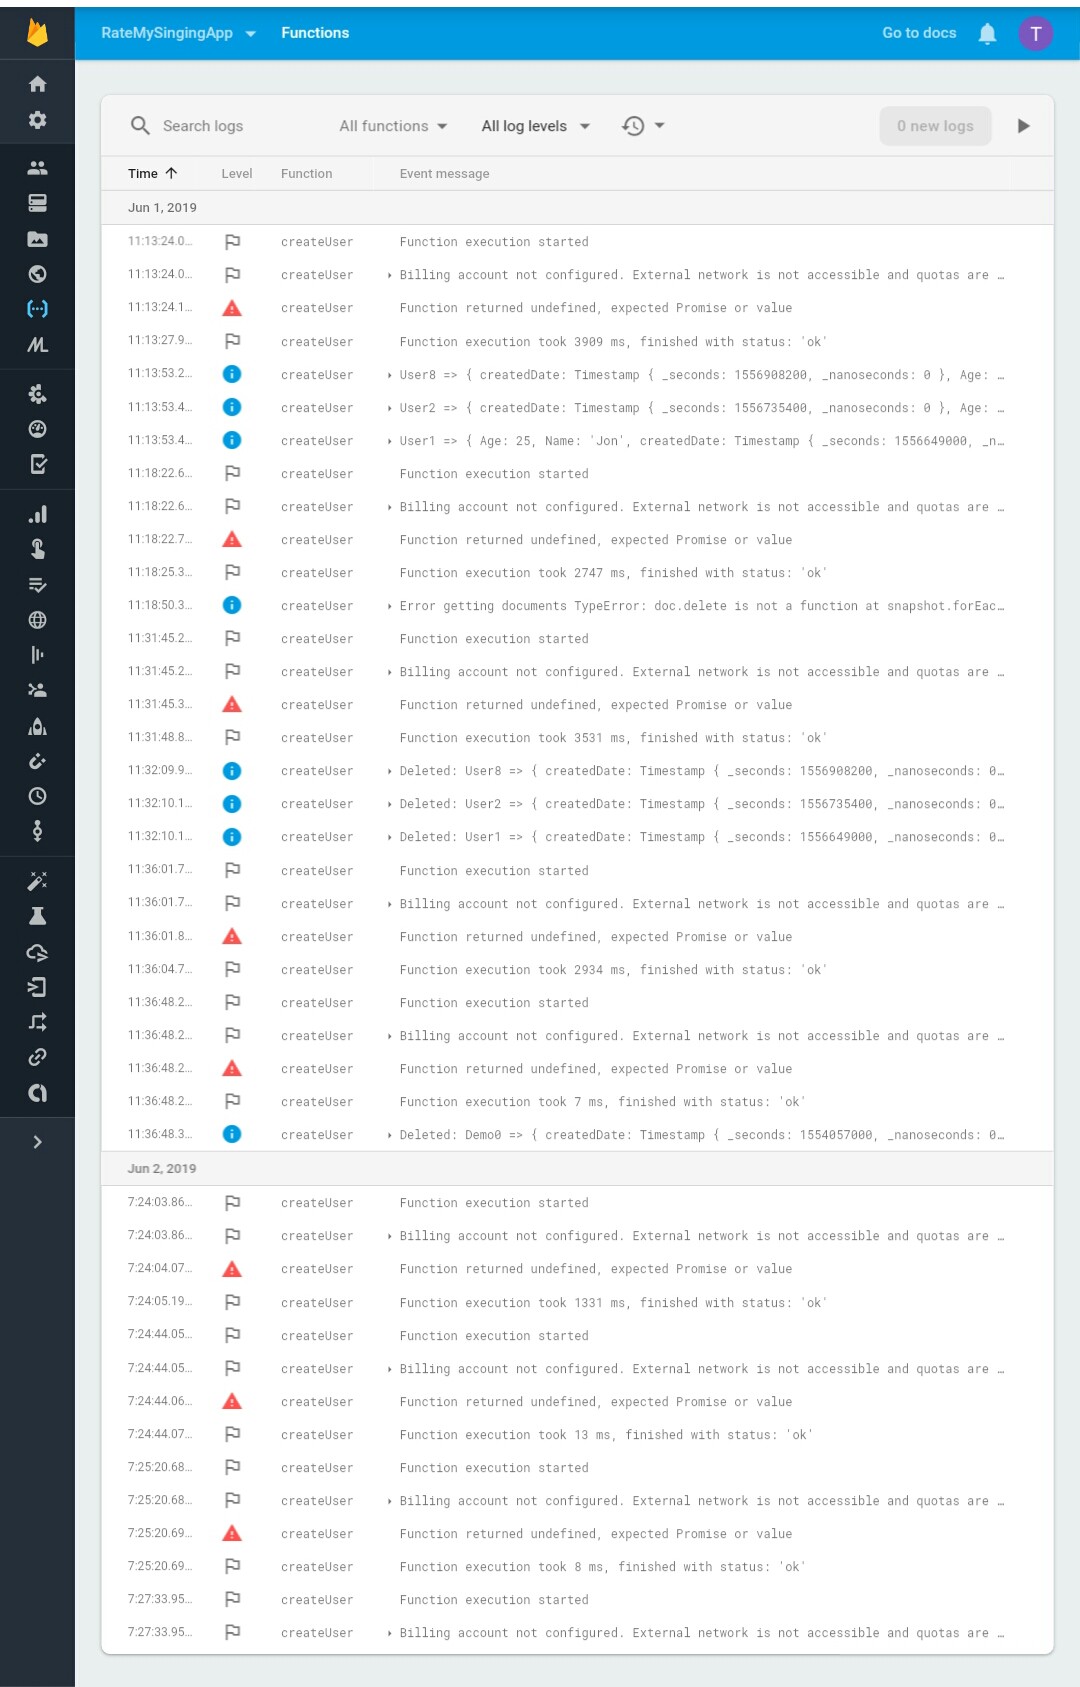 RateMySingingApp Functions Go to docs T
Search logs All functions All log levels 0 new logs
Time Level Function Event message
Jun 1, 2019
11:13:24.0... createUser Function execution started
11:13:24.0... createUser Billing account not configured. External network is not accessible and quotas are …
11:13:24.1... createUser Function returned undefined, expected Promise or value
11:13:27.9... createUser Function execution took 3909 ms, finished with status: 'ok'
11:13:53.2... createUser User8 => { createdDate: Timestamp { _seconds: 1556908200, _nanoseconds: 0 }, Age: …
11:13:53.4... createUser User2 => { createdDate: Timestamp { _seconds: 1556735400, _nanoseconds: 0 }, Age: …
11:13:53.4... createUser User1 => { Age: 25, Name: 'Jon', createdDate: Timestamp { _seconds: 1556649000, _n…
11:18:22.6... createUser Function execution started
11:18:22.6... createUser Billing account not configured. External network is not accessible and quotas are …
11:18:22.7... createUser Function returned undefined, expected Promise or value
11:18:25.3... createUser Function execution took 2747 ms, finished with status: 'ok'
11:18:50.3... createUser Error getting documents TypeError: doc.delete is not a function at snapshot.forEac…
11:31:45.2... createUser Function execution started
11:31:45.2... createUser Billing account not configured. External network is not accessible and quotas are …
11:31:45.3... createUser Function returned undefined, expected Promise or value
11:31:48.8... createUser Function execution took 3531 ms, finished with status: 'ok'
11:32:09.9... createUser Deleted: User8 => { createdDate: Timestamp { _seconds: 1556908200, _nanoseconds: 0…
11:32:10.1... createUser Deleted: User2 => { createdDate: Timestamp { _seconds: 1556735400, _nanoseconds: 0…
11:32:10.1... createUser Deleted: User1 => { createdDate: Timestamp { _seconds: 1556649000, _nanoseconds: 0…
11:36:01.7... createUser Function execution started
11:36:01.7... createUser Billing account not configured. External network is not accessible and quotas are …
11:36:01.8... createUser Function returned undefined, expected Promise or value
11:36:04.7... createUser Function execution took 2934 ms, finished with status: 'ok'
11:36:48.2... createUser Function execution started
11:36:48.2... createUser Billing account not configured. External network is not accessible and quotas are …
11:36:48.2... createUser Function returned undefined, expected Promise or value
11:36:48.2... createUser Function execution took 7 ms, finished with status: 'ok'
11:36:48.3... createUser Deleted: Demo0 => { createdDate: Timestamp { _seconds: 1554057000, _nanoseconds: 0…
Jun 2, 2019
7:24:03.86... createUser Function execution started
7:24:03.86... createUser Billing account not configured. External network is not accessible and quotas are …
7:24:04.07... createUser Function returned undefined, expected Promise or value
7:24:05.19... createUser Function execution took 1331 ms, finished with status: 'ok'
7:24:44.05... createUser Function execution started
7:24:44.05... createUser Billing account not configured. External network is not accessible and quotas are …
7:24:44.06... createUser Function returned undefined, expected Promise or value
7:24:44.07... createUser Function execution took 13 ms, finished with status: 'ok'
7:25:20.68... createUser Function execution started
7:25:20.68... createUser Billing account not configured. External network is not accessible and quotas are …
7:25:20.69... createUser Function returned undefined, expected Promise or value
7:25:20.69... createUser Function execution took 8 ms, finished with status: 'ok'
7:27:33.95... createUser Function execution started
7:27:33.95... createUser Billing account not configured. External network is not accessible and quotas are …